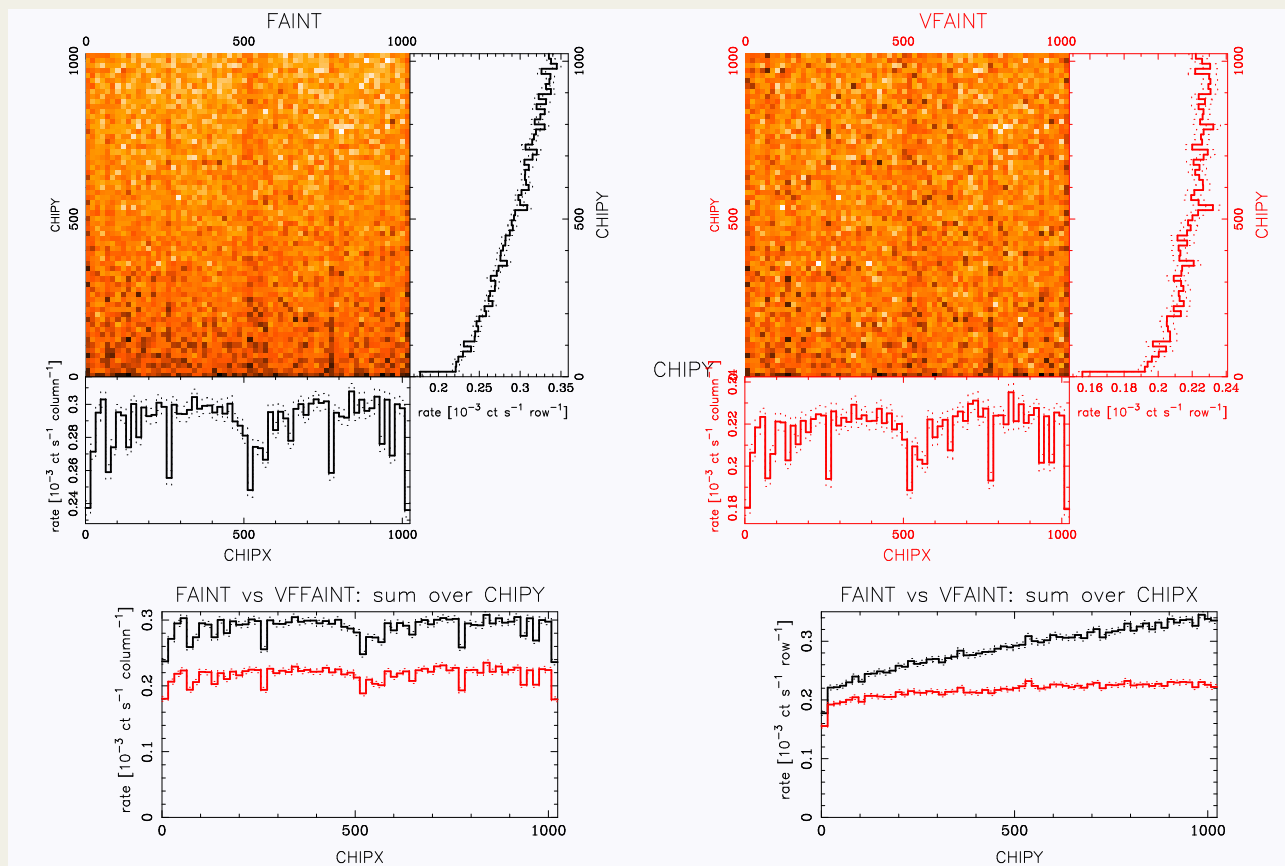 FAINT
0 500 1000
1000
CHIPY
500
0
1000
CHIPY
500
0
0.2 0.25 0.3 0.35
rate [10⁻³ ct s⁻¹ row⁻¹]
rate [10⁻³ ct s⁻¹ column⁻¹]
0.3
0.28
0.26
0.24
0 500 1000
CHIPX
VFAINT
0 500 1000
1000
CHIPY
500
1000
CHIPY
500
0
CHIPY
0.16 0.18 0.2 0.22 0.24
rate [10⁻³ ct s⁻¹ row⁻¹]
rate [10⁻³ ct s⁻¹ column⁻¹]
0.22
0.2
0.18
0 500 1000
CHIPX
FAINT vs VFFAINT: sum over CHIPY
rate [10⁻³ ct s⁻¹ column⁻¹]
0.3
0.2
0.1
0
0 500 1000
CHIPX
FAINT vs VFFAINT: sum over CHIPX
rate [10⁻³ ct s⁻¹ row⁻¹]
0.3
0.2
0.1
0
0 500 1000
CHIPY